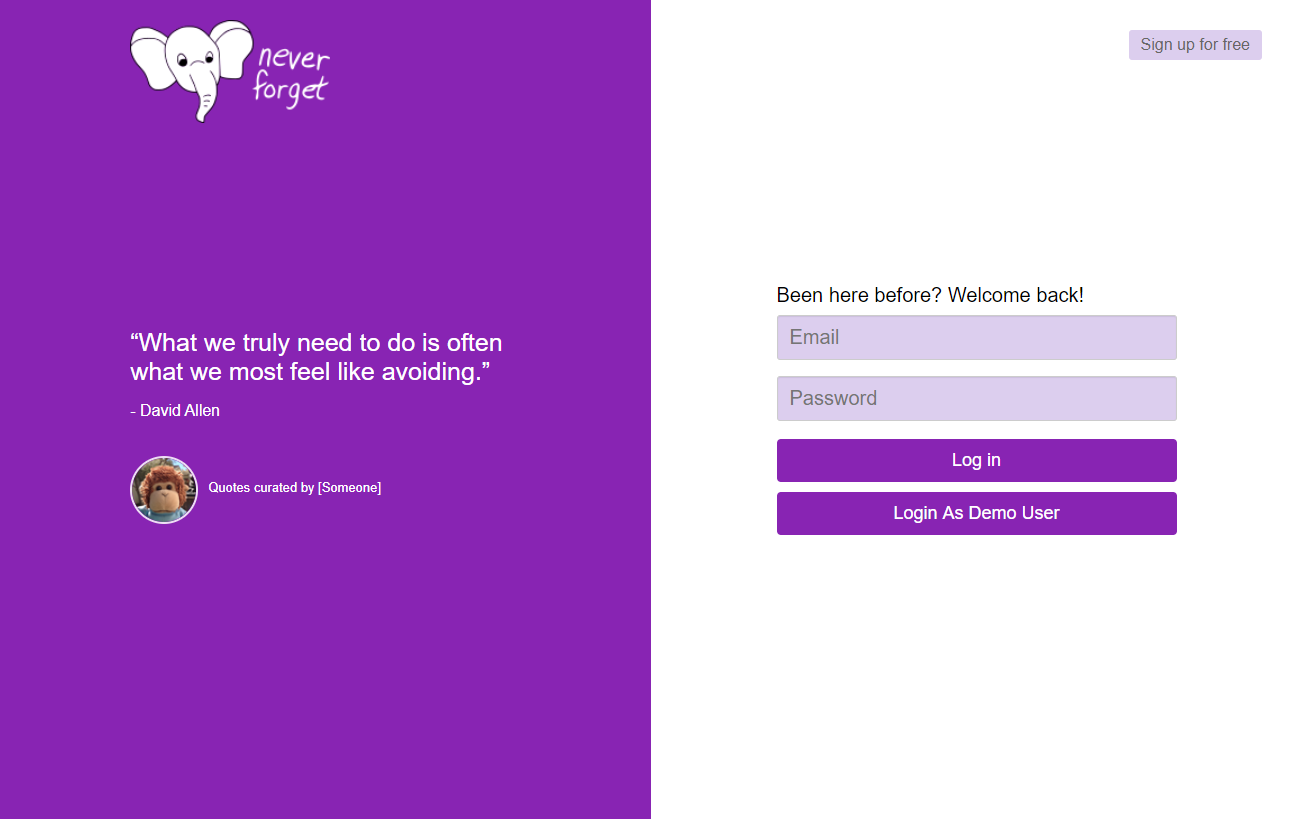 never
forget
Sign up for free
“What we truly need to do is often
what we most feel like avoiding.”
- David Allen
Quotes curated by [Someone]
Been here before? Welcome back!
Email
Password
Log in
Login As Demo User